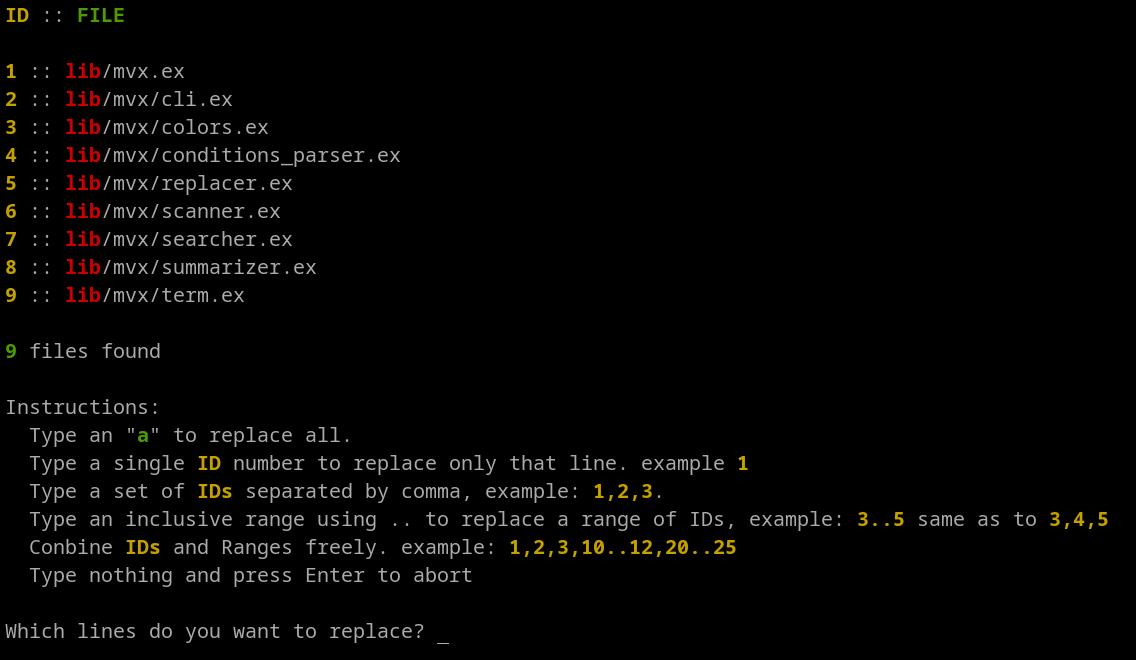 ID :: FILE
1 :: lib/mvx.ex
2 :: lib/mvx/cli.ex
3 :: lib/mvx/colors.ex
4 :: lib/mvx/conditions_parser.ex
5 :: lib/mvx/replacer.ex
6 :: lib/mvx/scanner.ex
7 :: lib/mvx/searcher.ex
8 :: lib/mvx/summarizer.ex
9 :: lib/mvx/term.ex
9 files found
Instructions:
Type an "a" to replace all.
Type a single ID number to replace only that line. example 1
Type a set of IDs separated by comma, example: 1,2,3.
Type an inclusive range using .. to replace a range of IDs, example: 3..5 same as to 3,4,5
Conbine IDs and Ranges freely. example: 1,2,3,10..12,20..25
Type nothing and press Enter to abort
Which lines do you want to replace? _